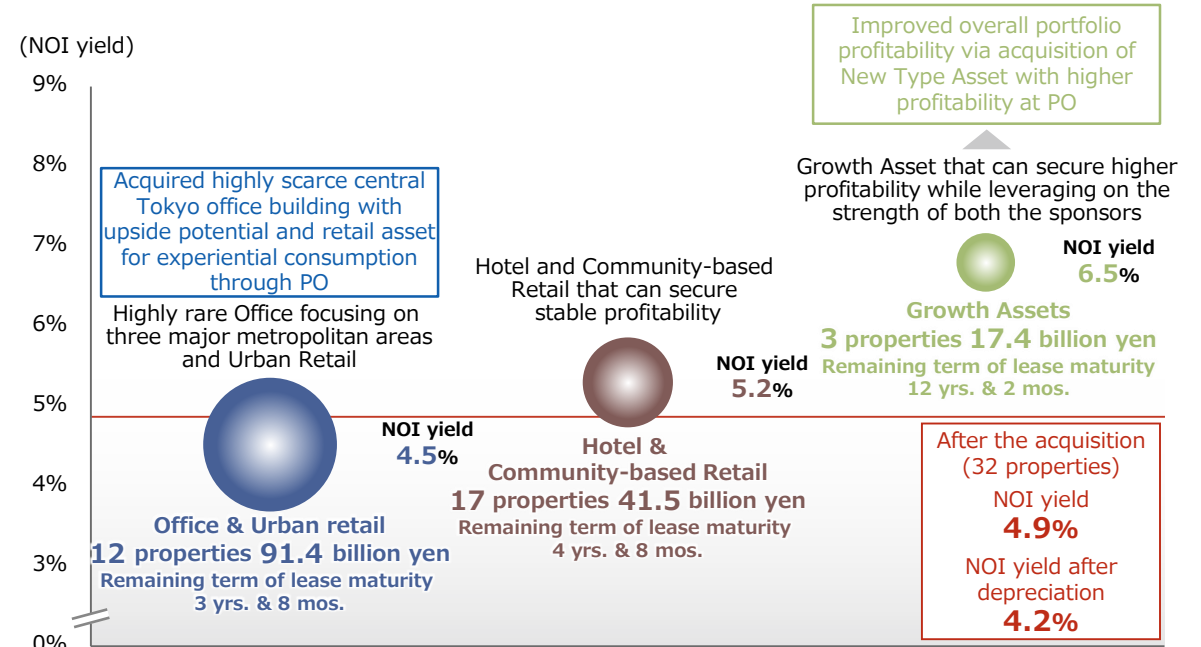 (NOI yield)
9%
8%
7%
6%
5%
4%
3%
0%
Acquired highly scarce central
Tokyo office building with
upside potential and retail asset
for experiential consumption
through PO
Highly rare Office focusing on
three major metropolitan areas
and Urban Retail
NOI yield
4.5%
Office & Urban retail
12 properties 91.4 billion yen
Remaining term of lease maturity
3 yrs. & 8 mos.
Hotel and Community-based
Retail that can secure
stable profitability
NOI yield
5.2%
Hotel &
Community-based Retail
17 properties 41.5 billion yen
Remaining term of lease maturity
4 yrs. & 8 mos.
Improved overall portfolio
profitability via acquisition of
New Type Asset with higher
profitability at PO
Growth Asset that can secure higher
profitability while leveraging on the
strength of both the sponsors
NOI yield
6.5%
Growth Assets
3 properties 17.4 billion yen
Remaining term of lease maturity
12 yrs. & 2 mos.
After the acquisition
(32 properties)
NOI yield
4.9%
NOI yield after
depreciation
4.2%